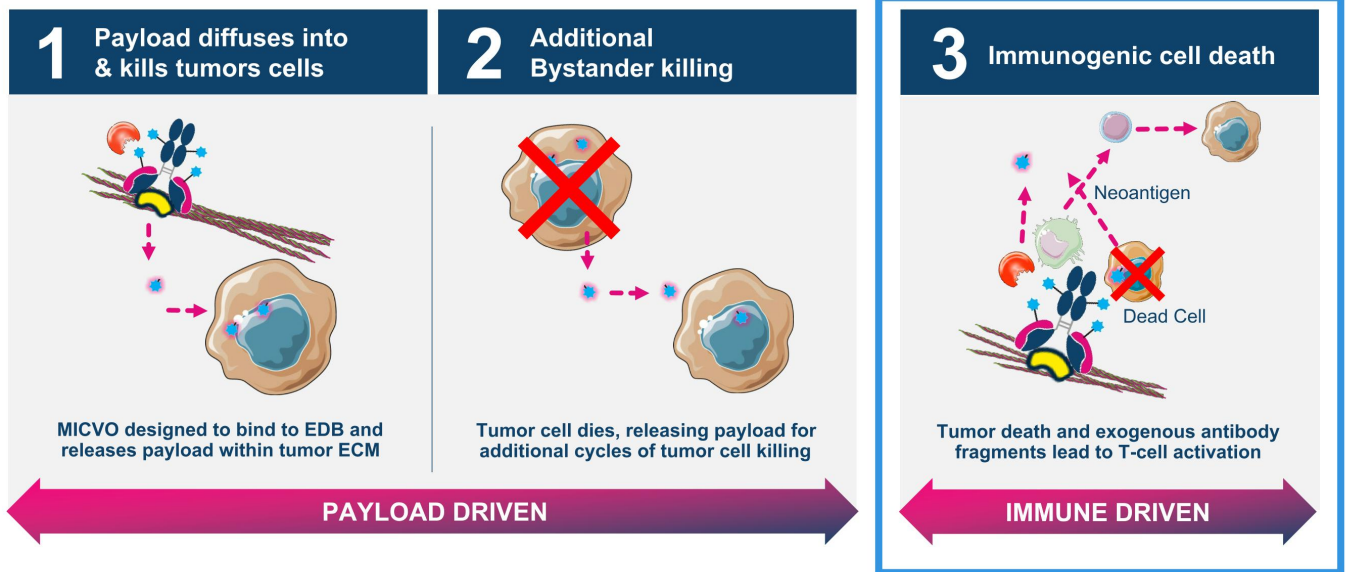 1
Payload diffuses into
& kills tumors cells
2
Additional
Bystander killing
3
Immunogenic cell death
Neoantigen
Dead Cell
MICVO designed to bind to EDB and
releases payload within tumor ECM
Tumor cell dies, releasing payload for
additional cycles of tumor cell killing
Tumor death and exogenous antibody
fragments lead to T-cell activation
PAYLOAD DRIVEN
IMMUNE DRIVEN